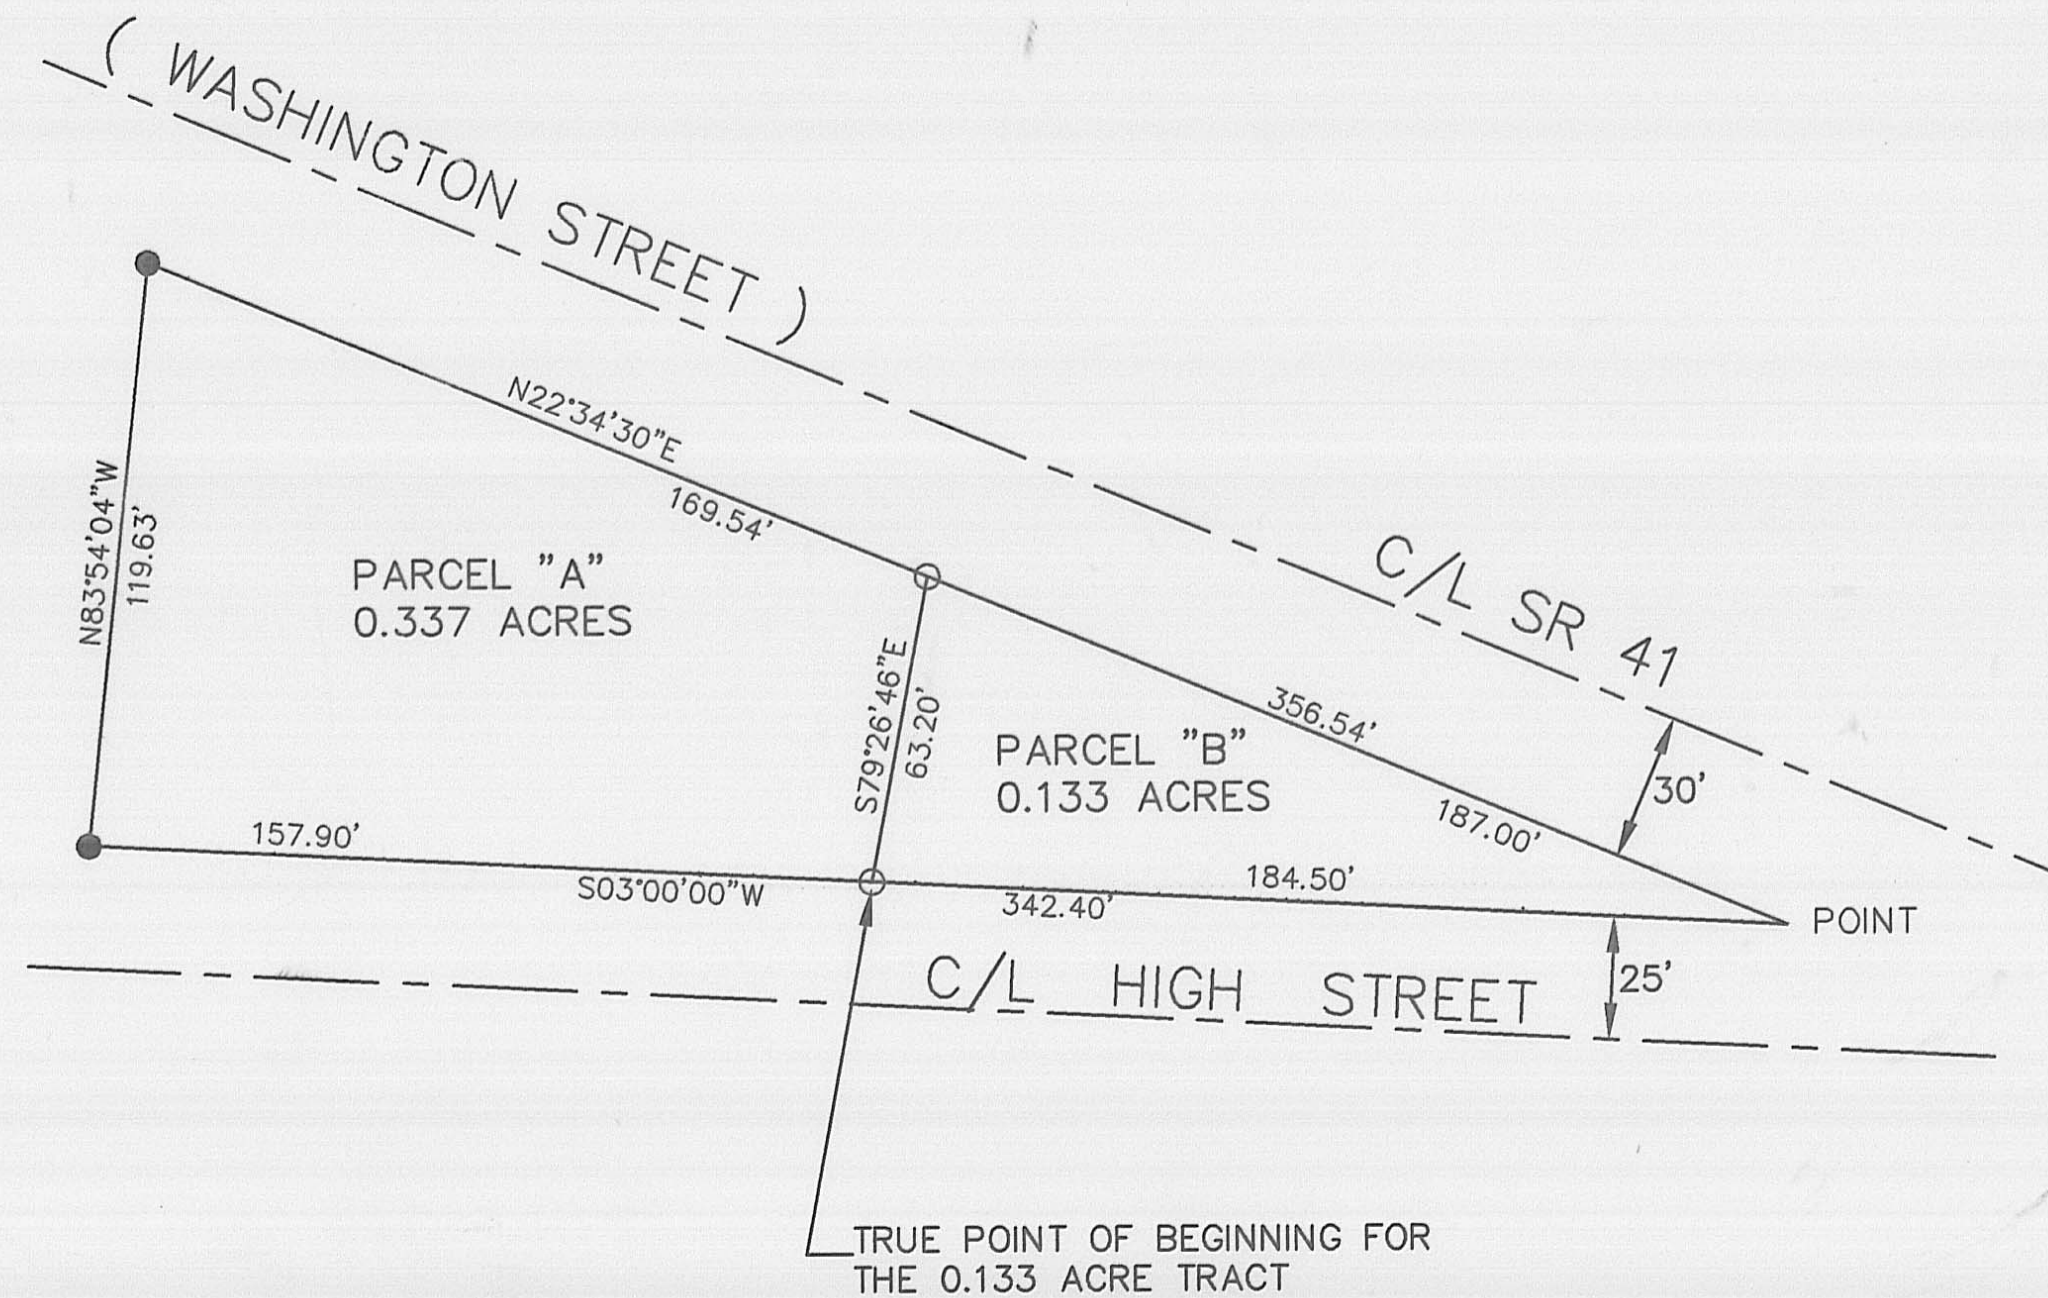 ( WASHINGTON STREET )
C/L SR 41
N22°34'30"E
169.54'
N83°54'04"W
119.63'
PARCEL "A"
0.337 ACRES
S79°26'46"E
63.20'
356.54'
PARCEL "B"
0.133 ACRES
30'
187.00'
157.90'
S03°00'00"W
184.50'
342.40'
POINT
C/L HIGH STREET
25'
TRUE POINT OF BEGINNING FOR
THE 0.133 ACRE TRACT